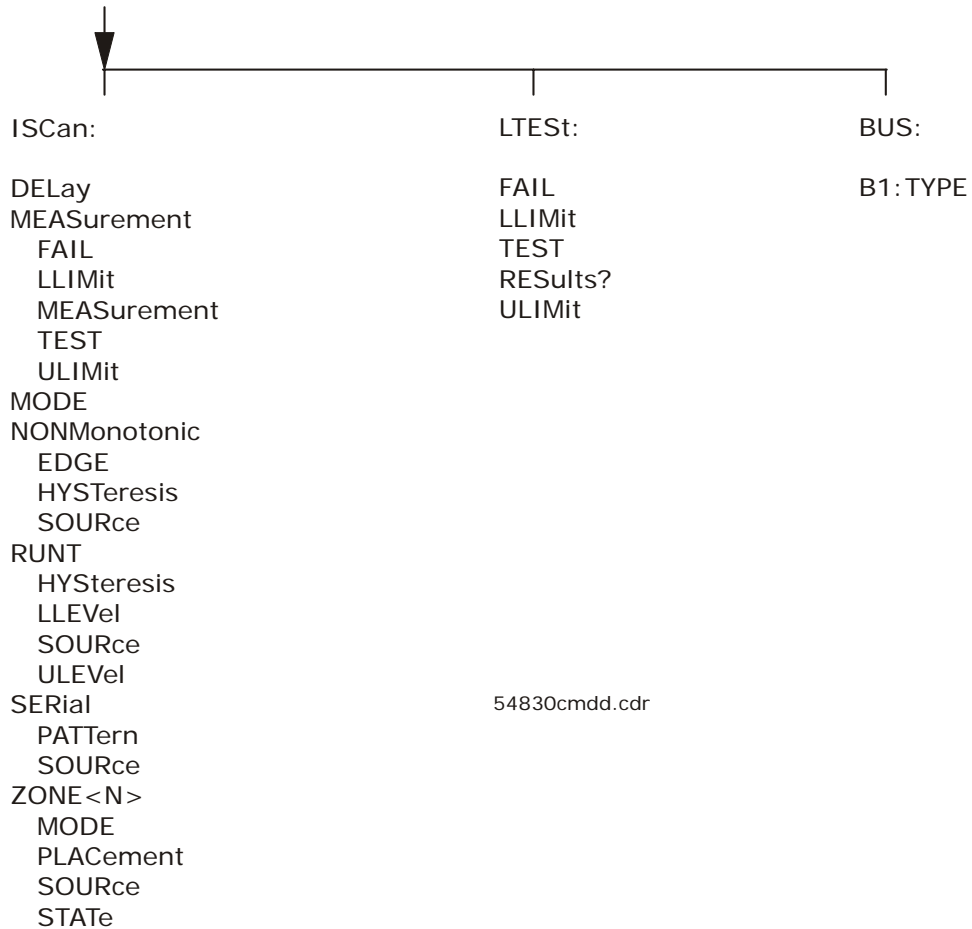 ISCan:
DELay
MEASurement
FAIL
LLIMit
MEASurement
TEST
ULIMit
MODE
NONMonotonic
EDGE
HYSTeresis
SOURce
RUNT
HYSteresis
LLEVel
SOURce
ULEVel
SERial
PATTern
SOURce
ZONE<N>
MODE
PLACement
SOURce
STATe
LTESt:
FAIL
LLIMit
TEST
RESults?
ULIMit
54830cmdd.cdr
BUS:
B1:TYPE